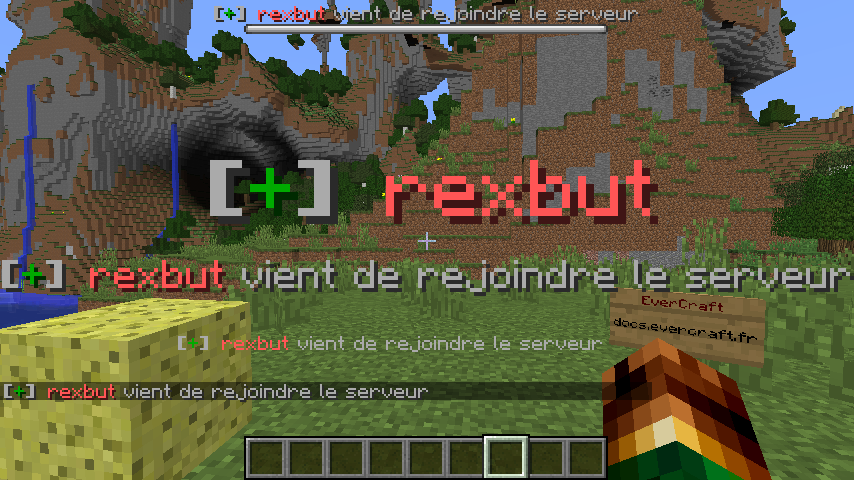 [+] rexbut vient de rejoindre le serveur
[+] rexbut
[+] rexbut vient de rejoindre le serveur
EverCraft
docs.evercraft.fr
[+] rexbut vient de rejoindre le serveur
[+] rexbut vient de rejoindre le serveur